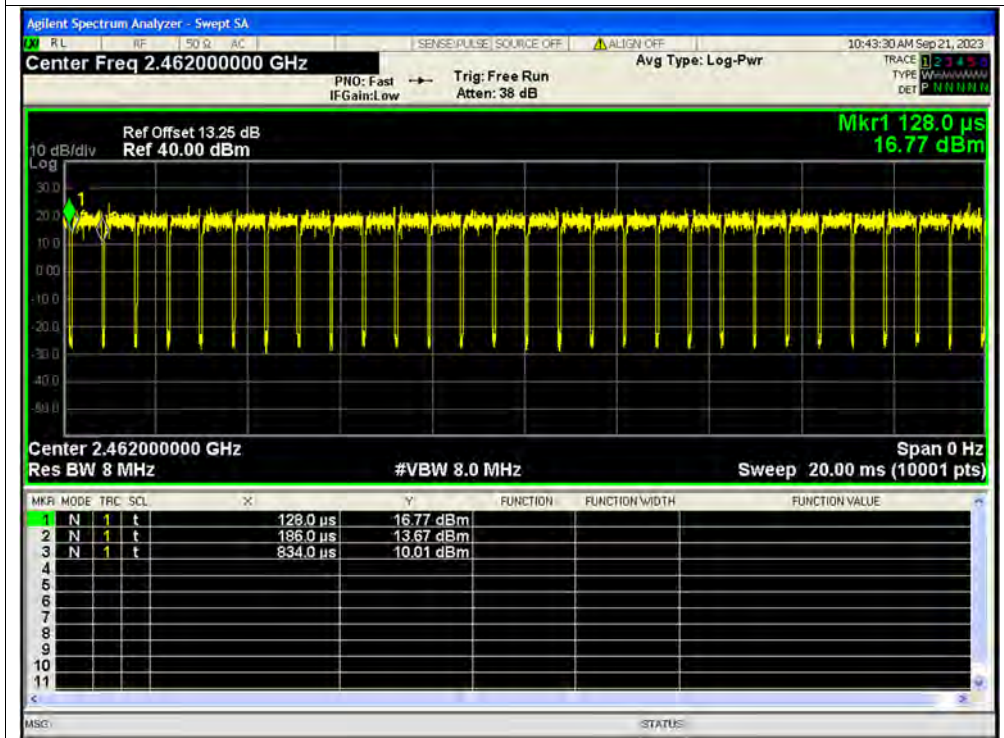 Agilent Spectrum Analyzer - Swept SA
RL RF 50 Ω AC SENSE:PULSE SOURCE OFF ALIGN OFF 10:43:30 AM Sep 21, 2023
Center Freq 2.462000000 GHz Avg Type: Log-Pwr TRACE 1 2 3 4 5 6
PNO: Fast Trig: Free Run TYPE
IFGain:Low Atten: 38 dB DET P N N N N N
Mkr1 128.0 µs
16.77 dBm
Ref Offset 13.25 dB
10 dB/div Ref 40.00 dBm
Log
30.0
20.0
10.0
0.00
-10.0
-20.0
-30.0
-40.0
-50.0
1
Center 2.462000000 GHz Span 0 Hz
Res BW 8 MHz #VBW 8.0 MHz Sweep 20.00 ms (10001 pts)
MKR MODE TRC SCL X Y FUNCTION FUNCTION WIDTH FUNCTION VALUE
1 N 1 t 128.0 µs 16.77 dBm
2 N 1 t 186.0 µs 13.67 dBm
3 N 1 t 834.0 µs 10.01 dBm
4
5
6
7
8
9
10
11
MSG STATUS